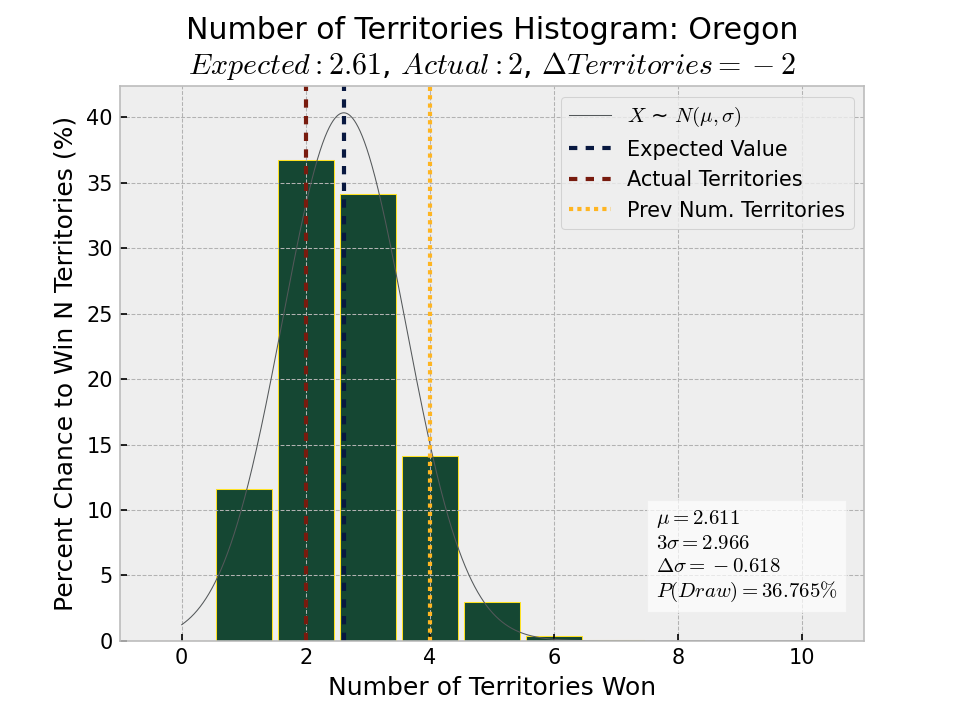 Number of Territories Histogram: Oregon
Expected : 2.61, Actual : 2, ΔTerritories = −2
Percent Chance to Win N Territories (%)
40
35
30
25
20
15
10
5
0
X ~ N(μ, σ)
Expected Value
Actual Territories
Prev Num. Territories
μ = 2.611
3σ = 2.966
Δσ = −0.618
P(Draw) = 36.765%
0 2 4 6 8 10
Number of Territories Won